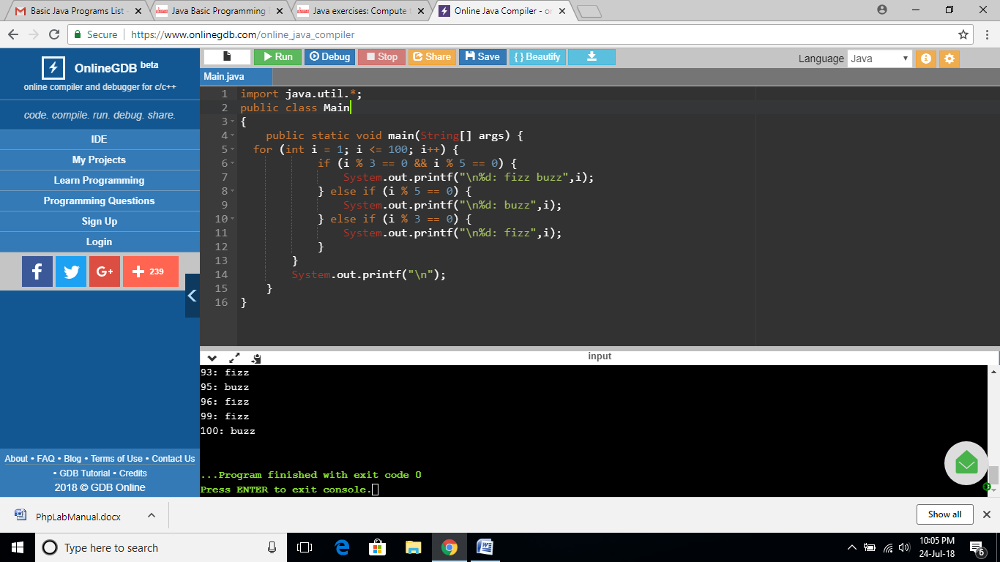 Basic Java Programs List -
Java Basic Programming
Java exercises: Compute
Online Java Compiler - on
Secure
https://www.onlinegdb.com/online_java_compiler
OnlineGDB beta
online compiler and debugger for c/c++
code. compile. run. debug. share.
IDE
My Projects
Learn Programming
Programming Questions
Sign Up
Login
f
G+
+ 239
<
About • FAQ • Blog • Terms of Use • Contact Us
• GDB Tutorial • Credits
2018 © GDB Online
Run Debug Stop Share Save { } Beautify
Language Java
Main.java
1 import java.util.*;
2 public class Main
3 {
4     public static void main(String[] args) {
5   for (int i = 1; i <= 100; i++) {
6             if (i % 3 == 0 && i % 5 == 0) {
7                 System.out.printf("\n%d: fizz buzz",i);
8             } else if (i % 5 == 0) {
9                 System.out.printf("\n%d: buzz",i);
10             } else if (i % 3 == 0) {
11                 System.out.printf("\n%d: fizz",i);
12             }
13         }
14         System.out.printf("\n");
15     }
16 }
input
93: fizz
95: buzz
96: fizz
99: fizz
100: buzz
...Program finished with exit code 0
Press ENTER to exit console.
PhpLabManual.docx
Show all
Type here to search
10:05 PM
24-Jul-18
6